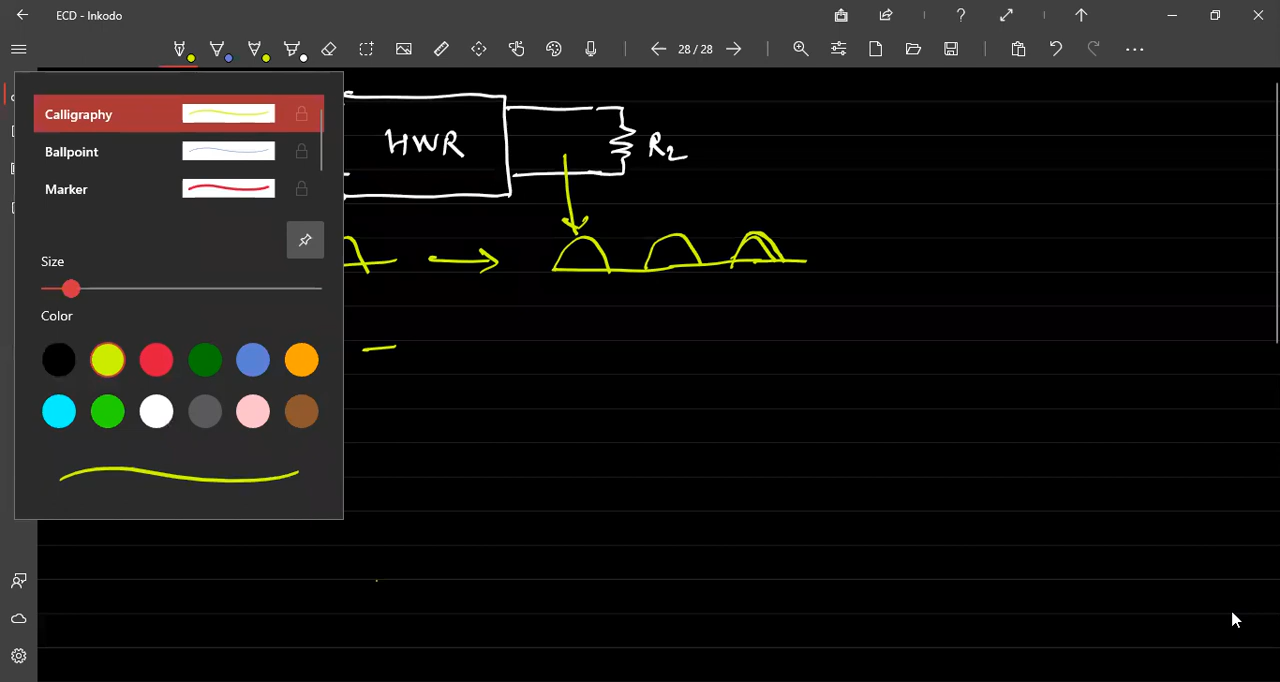 ECD - Inkodo
28 / 28
Calligraphy
Ballpoint
Marker
Size
Color
HWR
R2